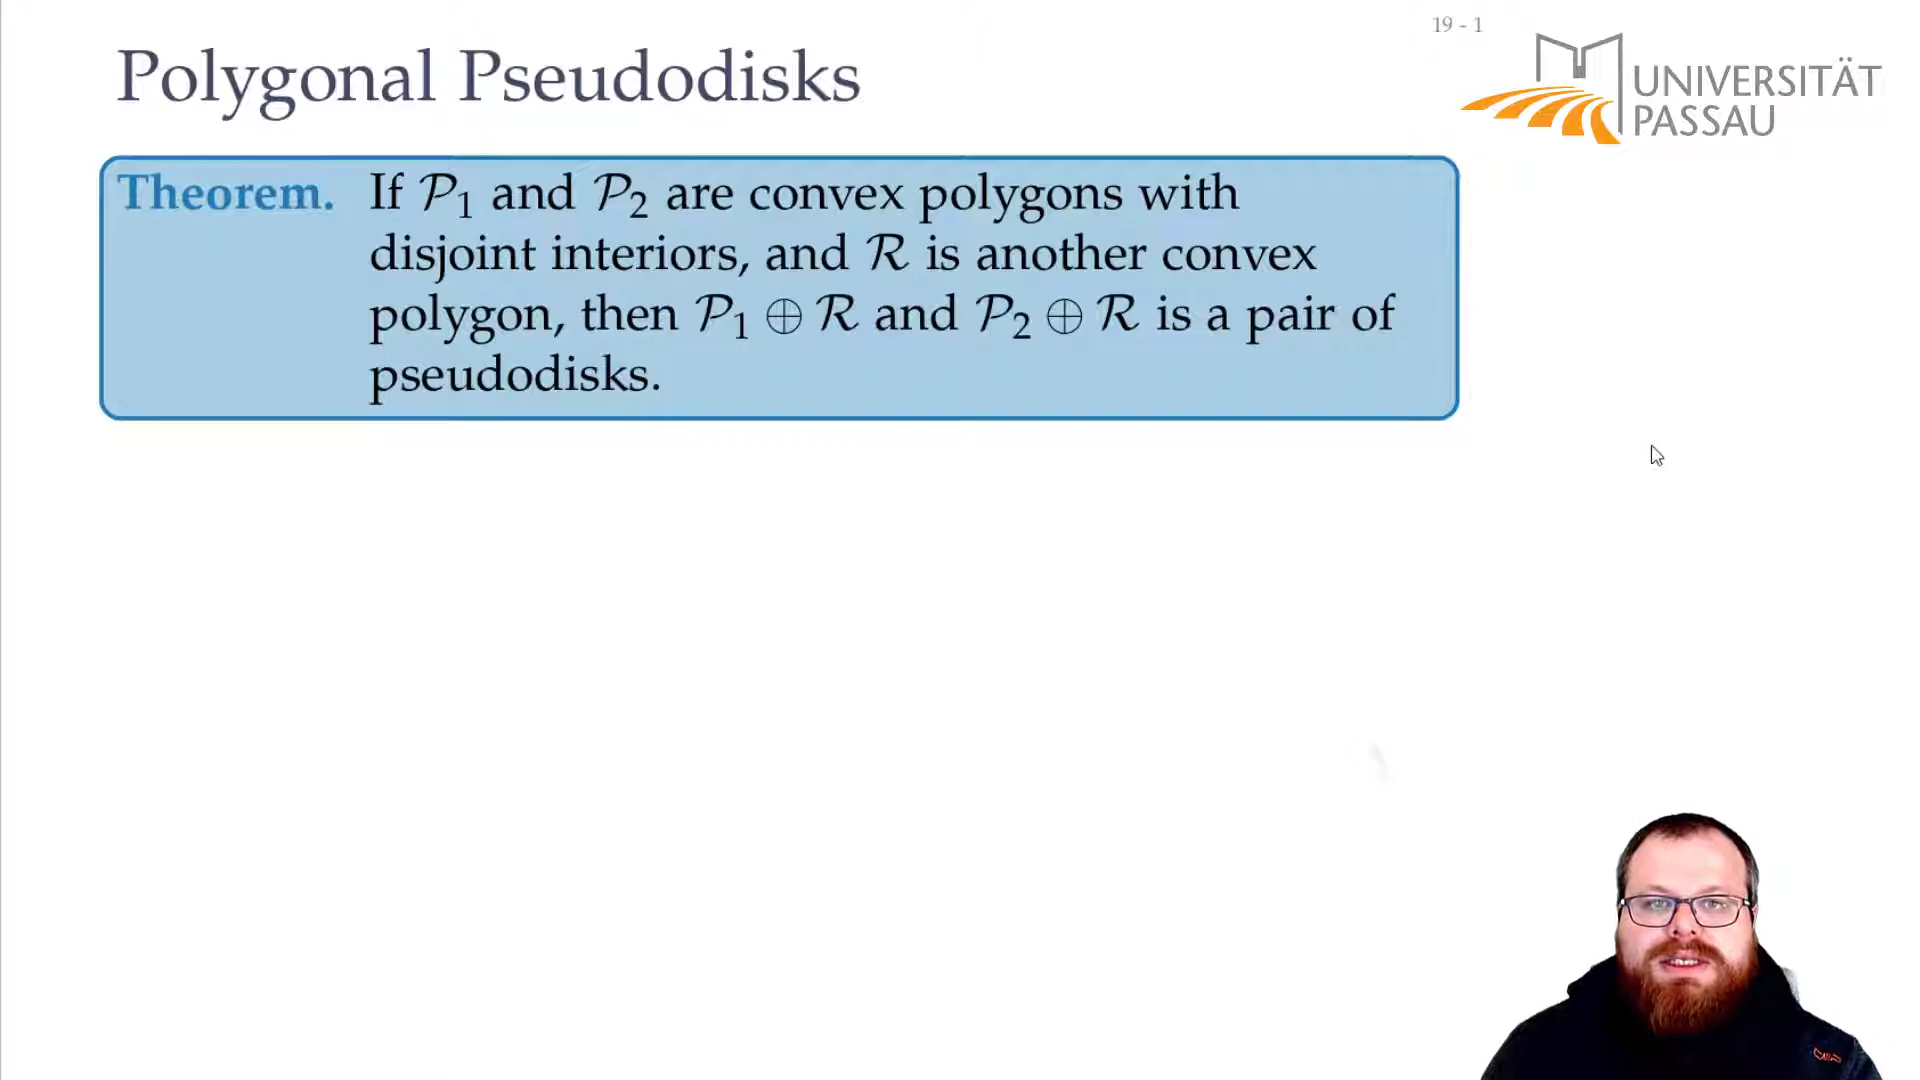 19 - 1
Polygonal Pseudodisks
UNIVERSITÄT
PASSAU
Theorem. If 𝒫₁ and 𝒫₂ are convex polygons with
disjoint interiors, and ℛ is another convex
polygon, then 𝒫₁ ⊕ ℛ and 𝒫₂ ⊕ ℛ is a pair of
pseudodisks.